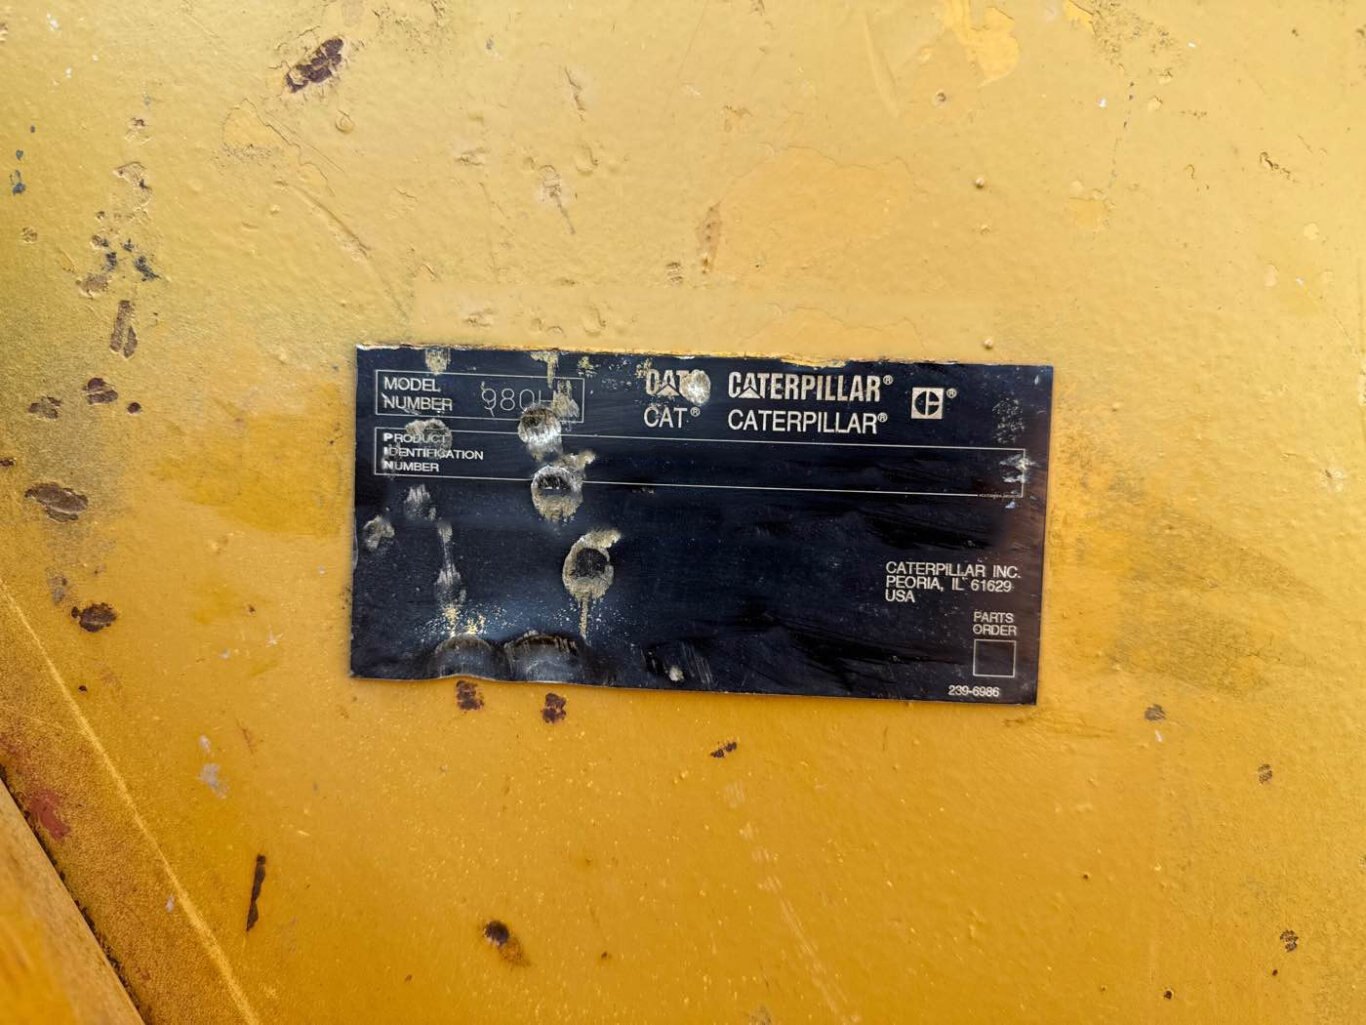 MODEL
NUMBER 980H
CAT® CATERPILLAR® ®
CAT® CATERPILLAR®
PRODUCT
IDENTIFICATION
NUMBER
CATERPILLAR INC.
PEORIA, IL 61629
USA
PARTS
ORDER
239-6986